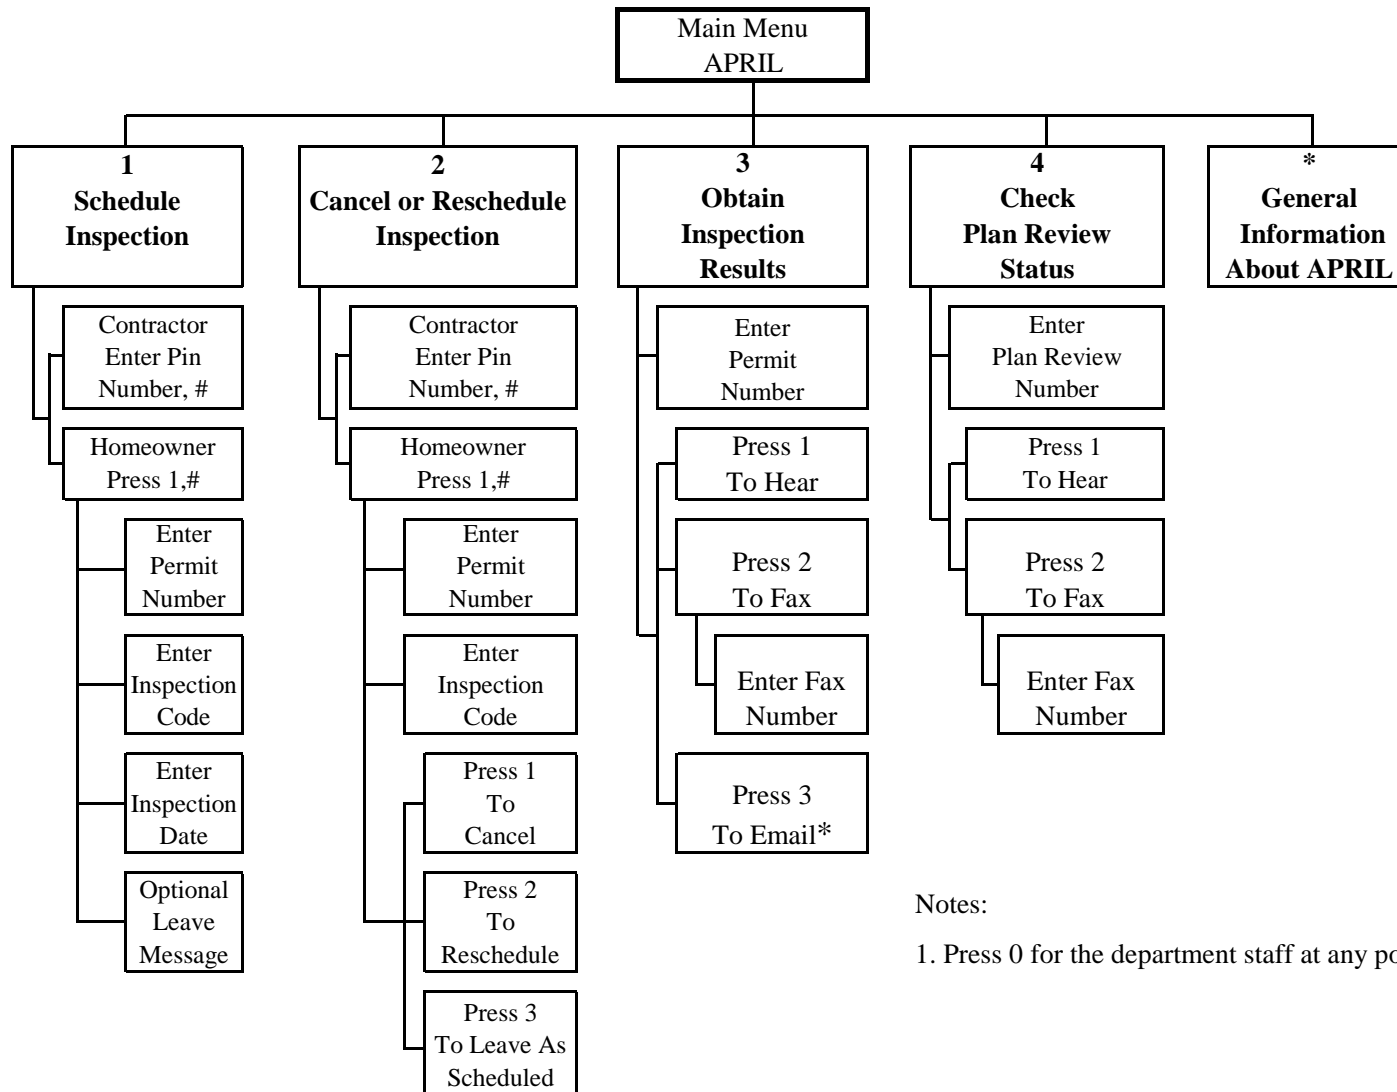 Main Menu
APRIL
1
Schedule
Inspection
Contractor
Enter Pin
Number, #
Homeowner
Press 1,#
Enter
Permit
Number
Enter
Inspection
Code
Enter
Inspection
Date
Optional
Leave
Message
2
Cancel or Reschedule
Inspection
Contractor
Enter Pin
Number, #
Homeowner
Press 1,#
Enter
Permit
Number
Enter
Inspection
Code
Press 1
To
Cancel
Press 2
To
Reschedule
Press 3
To Leave As
Scheduled
3
Obtain
Inspection
Results
Enter
Permit
Number
Press 1
To Hear
Press 2
To Fax
Enter Fax
Number
Press 3
To Email*
4
Check
Plan Review
Status
Enter
Plan Review
Number
Press 1
To Hear
Press 2
To Fax
Enter Fax
Number
*
General
Information
About APRIL
Notes:
1. Press 0 for the department staff at any